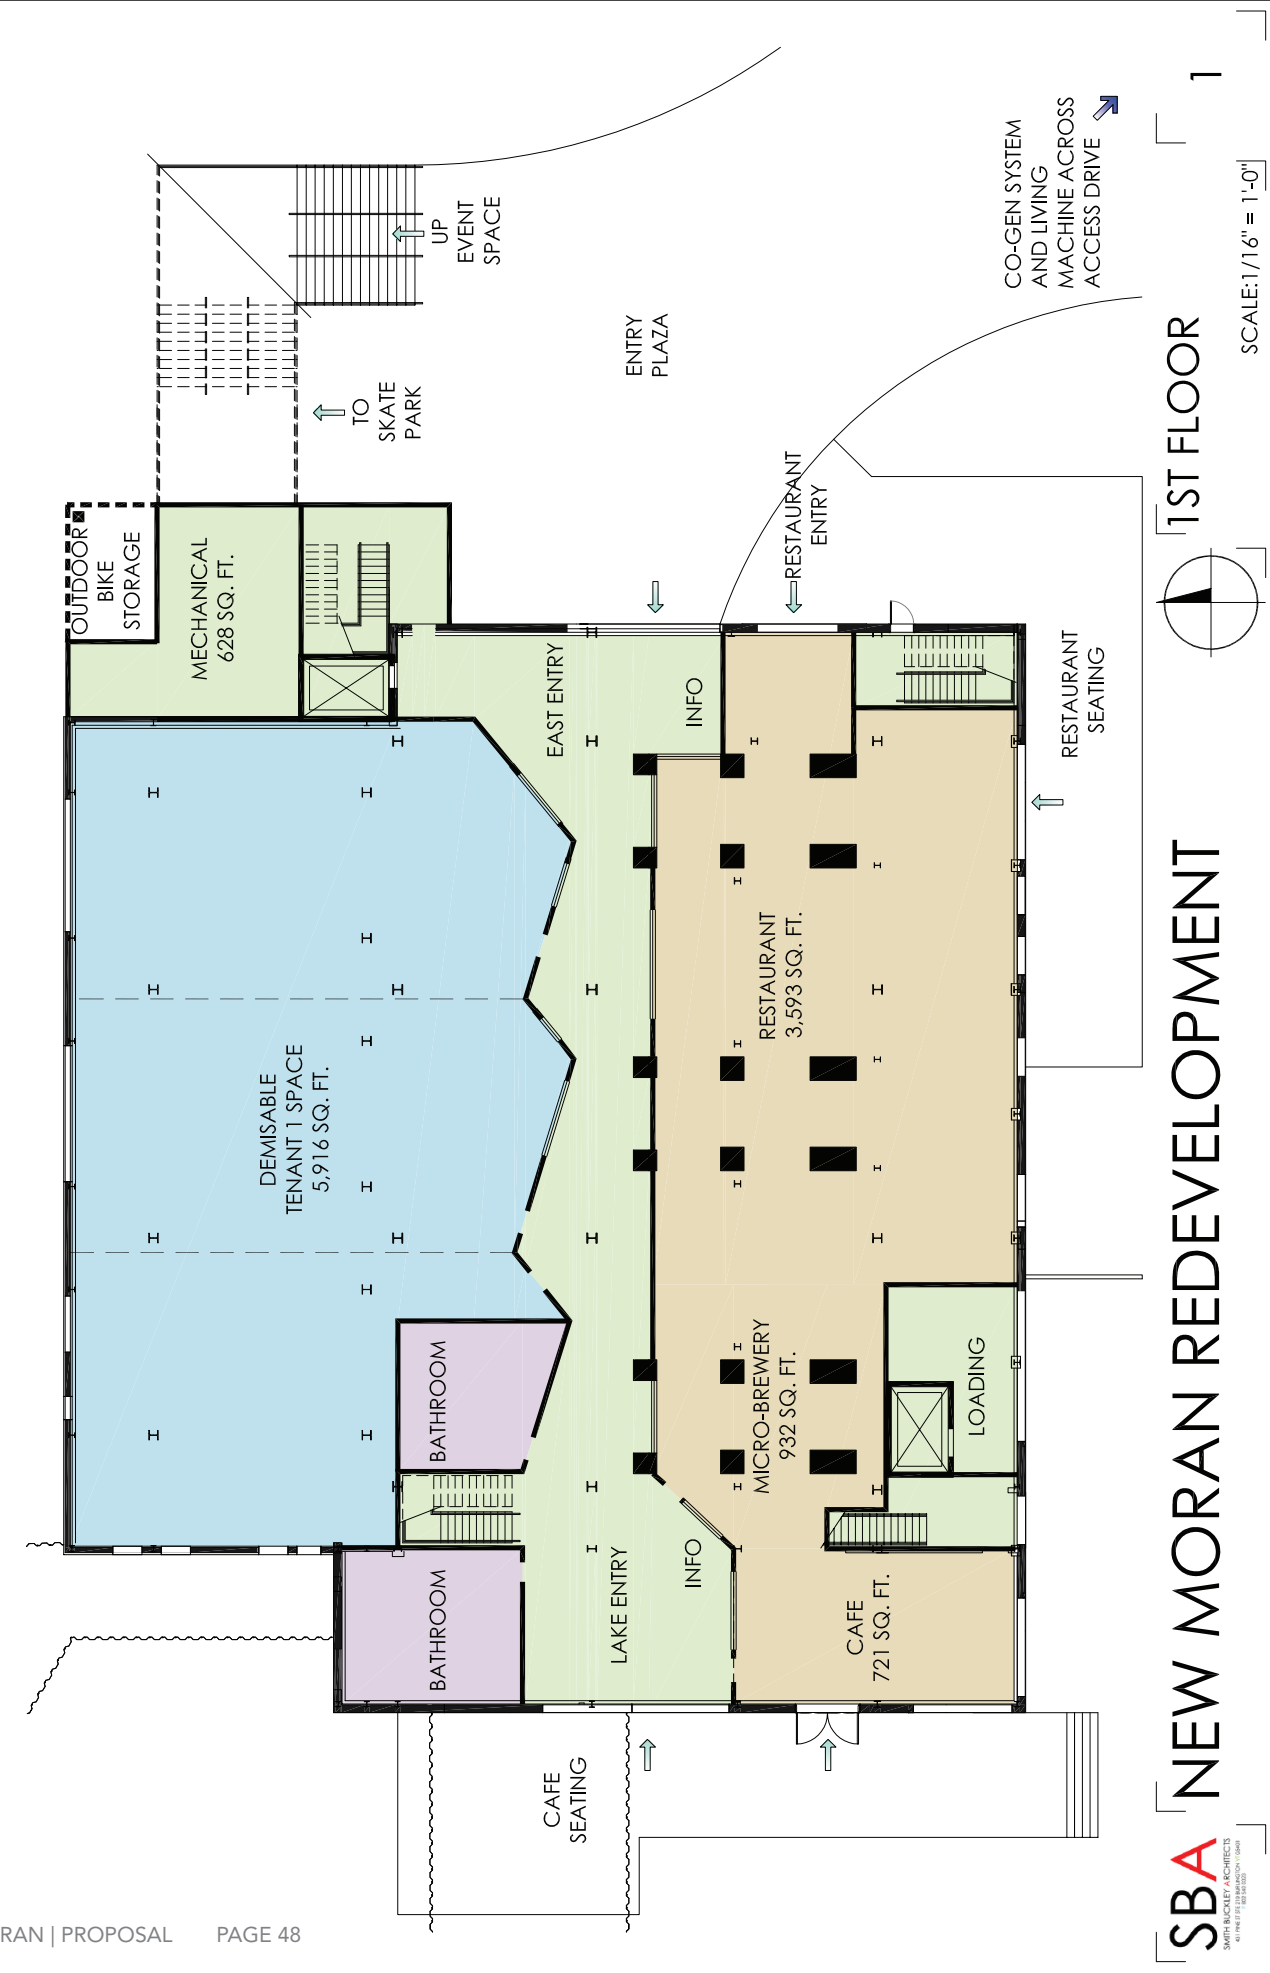 OUTDOOR
BIKE
STORAGE
MECHANICAL
628 SQ. FT.
TO
SKATE
PARK
UP
EVENT
SPACE
ENTRY
PLAZA
CO-GEN SYSTEM
AND LIVING
MACHINE ACROSS
ACCESS DRIVE
RESTAURANT
ENTRY
EAST ENTRY
INFO
RESTAURANT
SEATING
DEMISABLE
TENANT 1 SPACE
5,916 SQ. FT.
RESTAURANT
3,593 SQ. FT.
BATHROOM
MICRO-BREWERY
932 SQ. FT.
LOADING
BATHROOM
LAKE ENTRY
INFO
CAFE
721 SQ. FT.
CAFE
SEATING
SBA
SMITH BUCKLEY ARCHITECTS
NEW MORAN REDEVELOPMENT
1ST FLOOR
SCALE:1/16" = 1'-0"
1
RAN | PROPOSAL PAGE 48